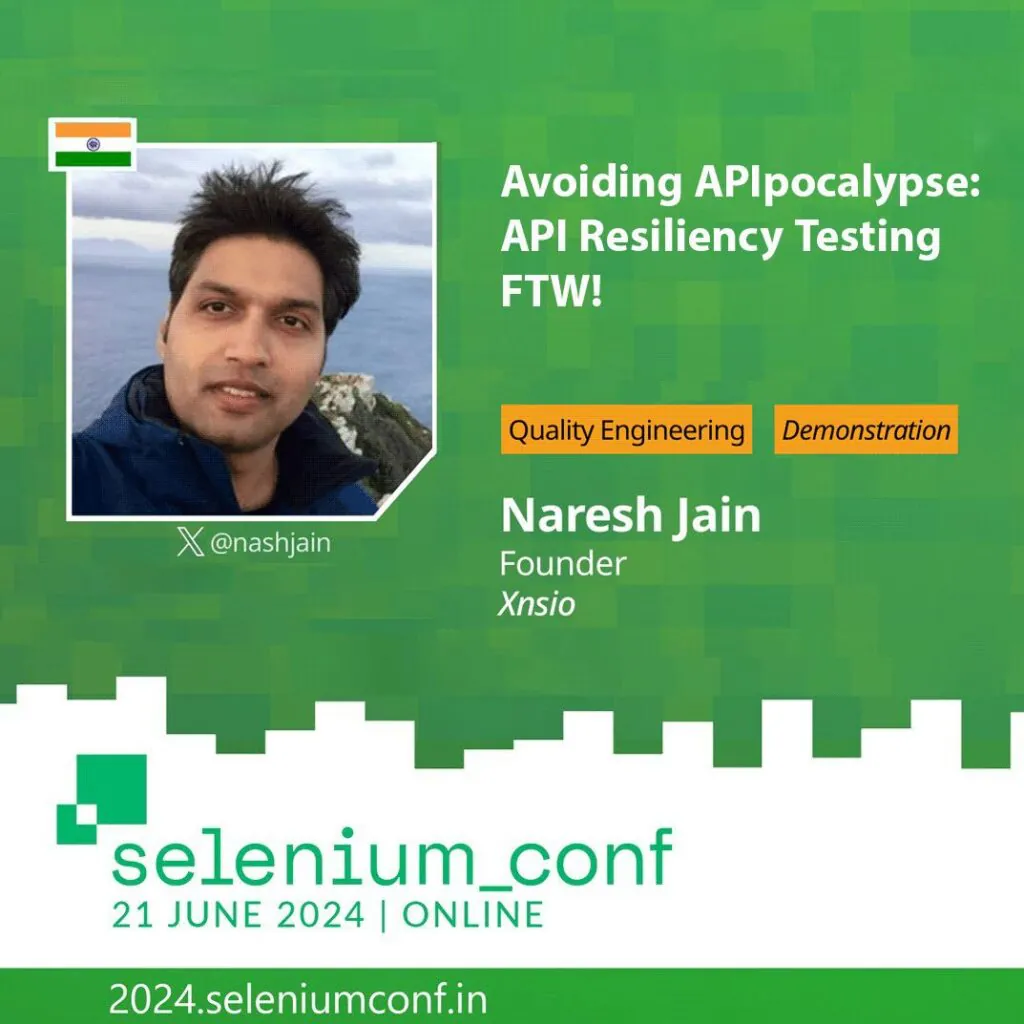 Avoiding APIpocalypse:
API Resiliency Testing
FTW!
Quality Engineering
Demonstration
Naresh Jain
Founder
Xnsio
𝕏 @nashjain
selenium_conf
21 JUNE 2024 | ONLINE
2024.seleniumconf.in